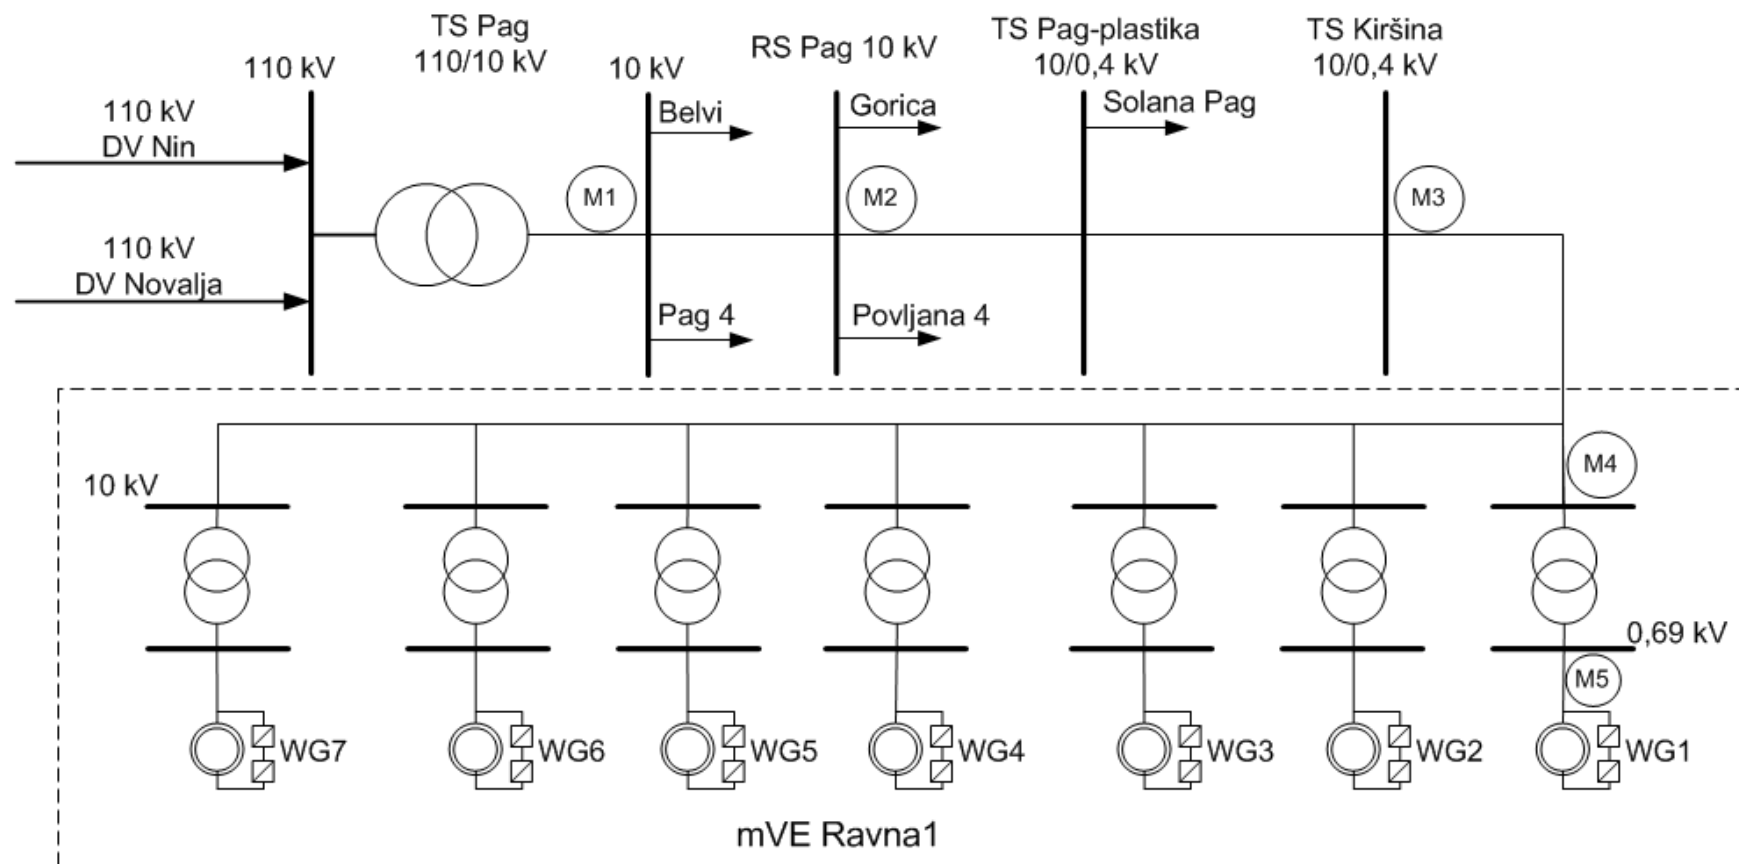 TS Pag
110/10 kV
110 kV
10 kV
RS Pag 10 kV
TS Pag-plastika
10/0,4 kV
TS Kiršina
10/0,4 kV
110 kV
DV Nin
110 kV
DV Novalja
Belvi
Gorica
Solana Pag
M1
M2
M3
Pag 4
Povljana 4
M4
10 kV
0,69 kV
M5
WG7
WG6
WG5
WG4
WG3
WG2
WG1
mVE Ravna1